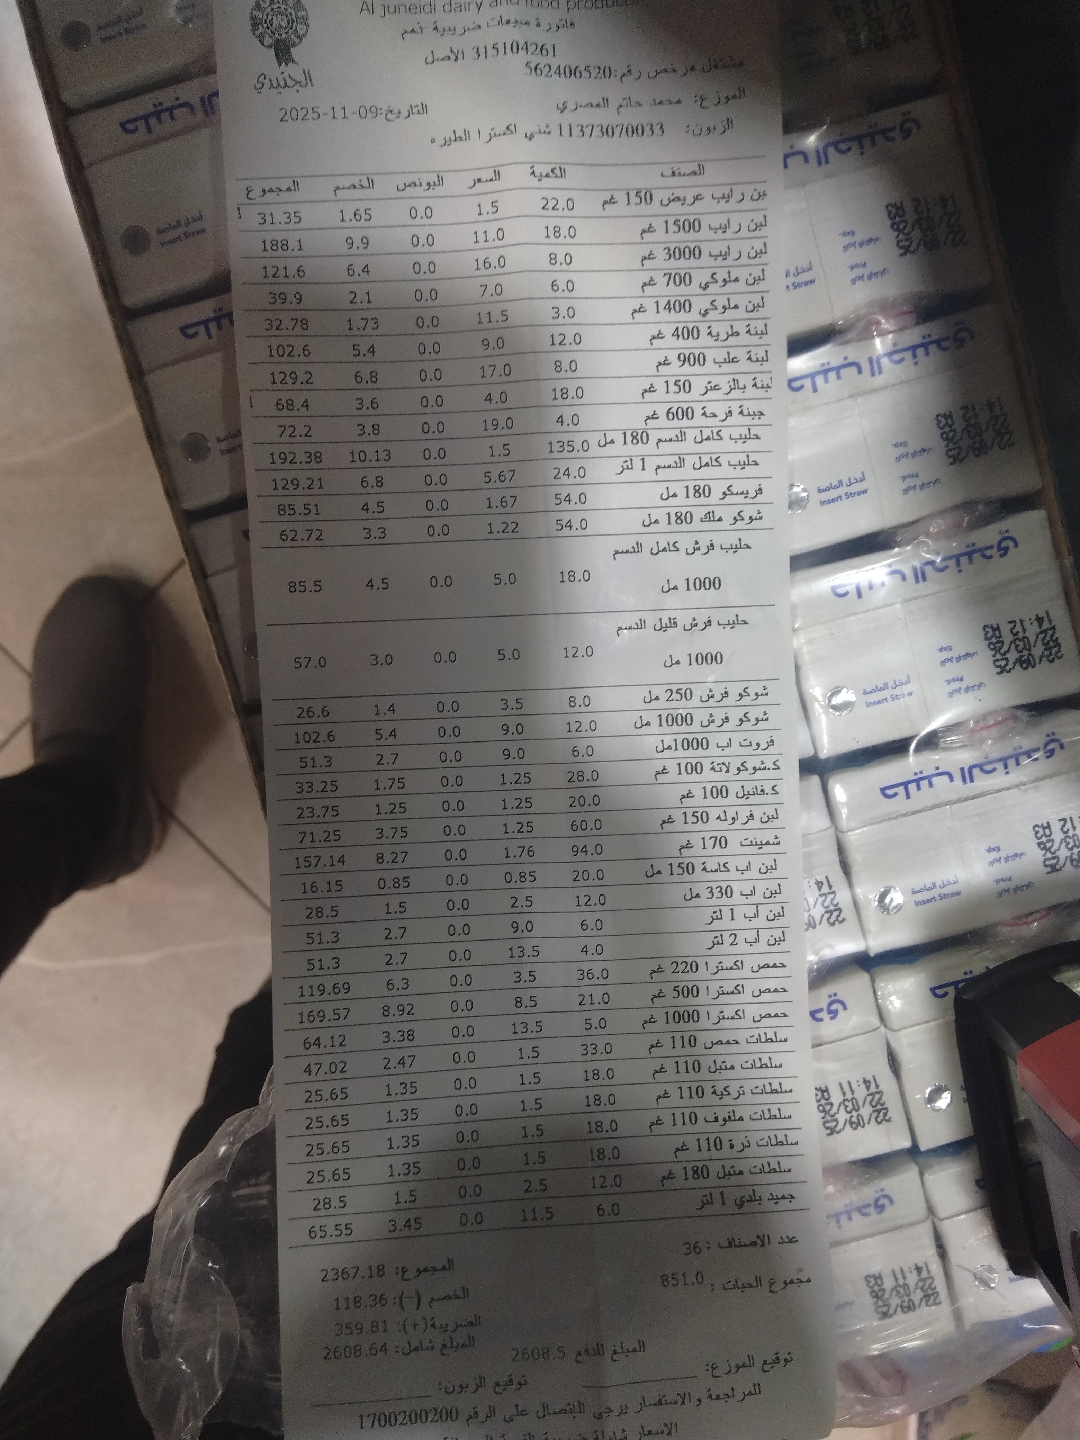 Al juneidi dairy and food
فاتورة مبيعات ضريبية-نمم
315104261 الأصل
مشتغل مرخص رقم:562406520
الجنيدي
الموزع: محمد حاتم المصري
التاريخ:2025-11-09
الزبون: 11373070033 شني اكسترا الطيره
الصنف الكمية السعر البونص الخصم المجموع
بن رايب عريض 150 غم 22.0 1.5 0.0 1.65 31.35
لبن رايب 1500 غم 18.0 11.0 0.0 9.9 188.1
لبن رايب 3000 غم 8.0 16.0 0.0 6.4 121.6
لبن ملوكي 700 غم 6.0 7.0 0.0 2.1 39.9
لبن ملوكي 1400 غم 3.0 11.5 0.0 1.73 32.78
لبنة طرية 400 غم 12.0 9.0 0.0 5.4 102.6
لبنة علب 900 غم 8.0 17.0 0.0 6.8 129.2
لبنة بالزعتر 150 غم 18.0 4.0 0.0 3.6 68.4
جبنة فرحة 600 غم 4.0 19.0 0.0 3.8 72.2
حليب كامل الدسم 180 مل 135.0 1.5 0.0 10.13 192.38
حليب كامل الدسم 1 لتر 24.0 5.67 0.0 6.8 129.21
فريسكو 180 مل 54.0 1.67 0.0 4.5 85.51
شوكو ملك 180 مل 54.0 1.22 0.0 3.3 62.72
حليب فرش كامل الدسم
1000 مل 18.0 5.0 0.0 4.5 85.5
حليب فرش قليل الدسم
1000 مل 12.0 5.0 0.0 3.0 57.0
شوكو فرش 250 مل 8.0 3.5 0.0 1.4 26.6
شوكو فرش 1000 مل 12.0 9.0 0.0 5.4 102.6
فروت اب 1000مل 6.0 9.0 0.0 2.7 51.3
ك.شوكولاتة 100 غم 28.0 1.25 0.0 1.75 33.25
ك.فانيل 100 غم 20.0 1.25 0.0 1.25 23.75
لبن فراوله 150 غم 60.0 1.25 0.0 3.75 71.25
شمينت 170 غم 94.0 1.76 0.0 8.27 157.14
لبن اب كاسة 150 مل 20.0 0.85 0.0 0.85 16.15
لبن اب 330 مل 12.0 2.5 0.0 1.5 28.5
لبن أب 1 لتر 6.0 9.0 0.0 2.7 51.3
لبن أب 2 لتر 4.0 13.5 0.0 2.7 51.3
حمص اكسترا 220 غم 36.0 3.5 0.0 6.3 119.69
حمص اكسترا 500 غم 21.0 8.5 0.0 8.92 169.57
حمص اكسترا 1000 غم 5.0 13.5 0.0 3.38 64.12
سلطات حمص 110 غم 33.0 1.5 0.0 2.47 47.02
سلطات متبل 110 غم 18.0 1.5 0.0 1.35 25.65
سلطات تركية 110 غم 18.0 1.5 0.0 1.35 25.65
سلطات ملفوف 110 غم 18.0 1.5 0.0 1.35 25.65
سلطات ذرة 110 غم 18.0 1.5 0.0 1.35 25.65
سلطات متبل 180 غم 12.0 2.5 0.0 1.5 28.5
جميد بلدي 1 لتر 6.0 11.5 0.0 3.45 65.55
عدد الاصناف : 36
المجموع: 2367.18
مجموع الحبات : 851.0
الخصم (-): 118.36
الضريبة(+): 359.81
المبلغ شامل: 2608.64
المبلغ للدفع 2608.5
توقيع الموزع:
توقيع الزبون:
للمراجعة والاستفسار يرجى الإتصال على الرقم 1700200200
الاسعار شاملة ضريبة
حليب الجنيدي
أدخل الماصة
Insert Straw
حليب الجنيدي
أدخل الماصة
Insert Straw
حليب الجنيدي
أدخل الماصة
Insert Straw
حليب الجنيدي
أدخل الماصة
Insert Straw